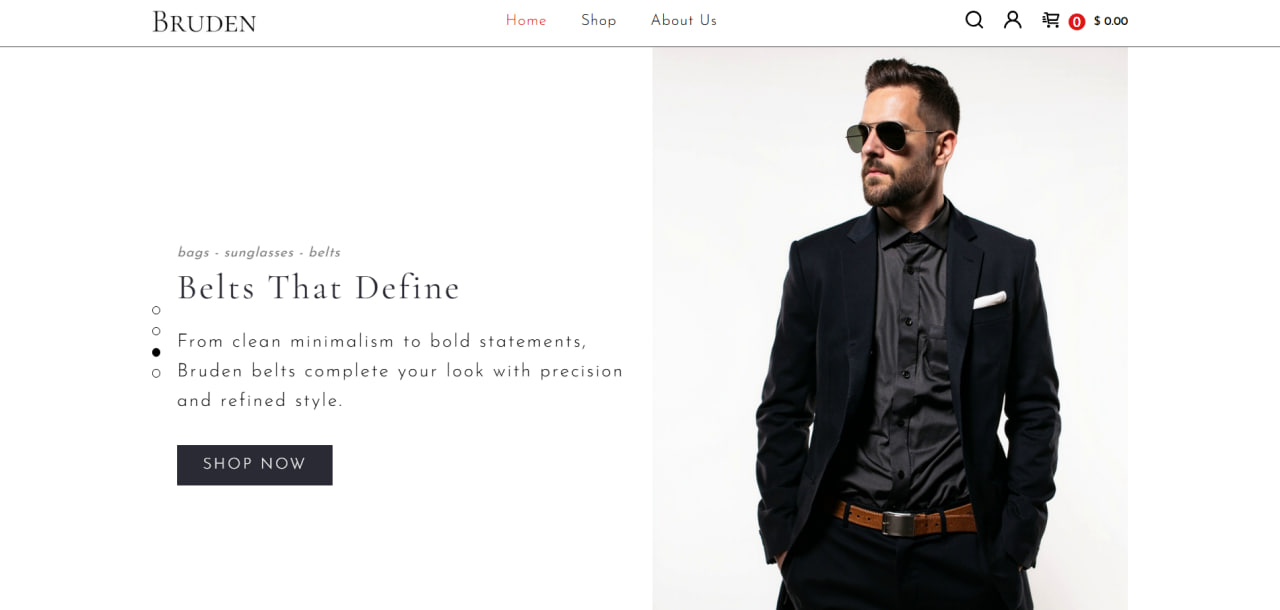 BRUDEN
Home Shop About Us
0 $ 0.00
bags - sunglasses - belts
Belts That Define
From clean minimalism to bold statements,
Bruden belts complete your look with precision
and refined style.
SHOP NOW